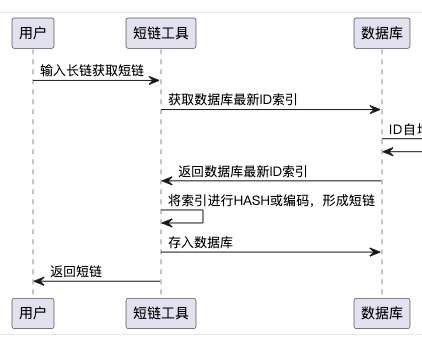 用户 短链工具 数据库
输入长链获取短链
获取数据库最新ID索引
ID自
返回数据库最新ID索引
将索引进行HASH或编码，形成短链
存入数据库
返回短链
用户 短链工具 数据库